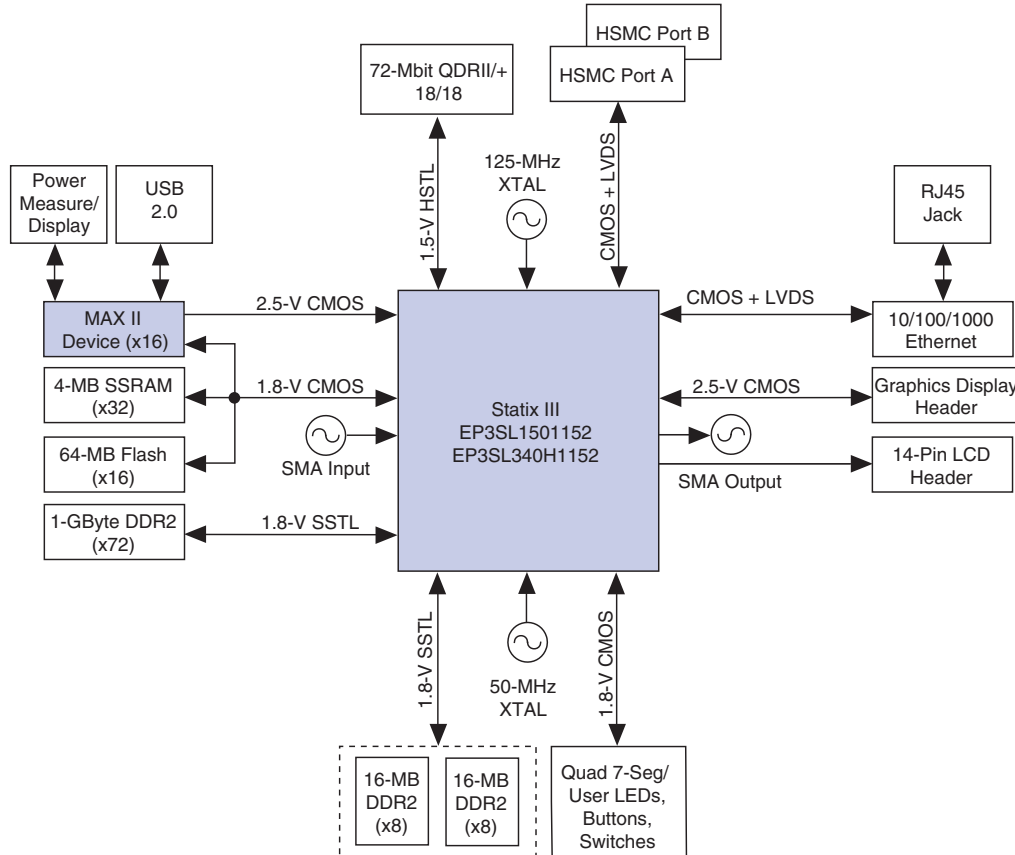 HSMC Port B
HSMC Port A
72-Mbit QDRII/+
18/18
125-MHz
XTAL
1.5-V HSTL
CMOS + LVDS
Power
Measure/
Display
USB
2.0
RJ45
Jack
MAX II
Device (x16)
2.5-V CMOS
CMOS + LVDS
10/100/1000
Ethernet
4-MB SSRAM
(x32)
1.8-V CMOS
Statix III
EP3SL1501152
EP3SL340H1152
2.5-V CMOS
Graphics Display
Header
64-MB Flash
(x16)
SMA Input
SMA Output
14-Pin LCD
Header
1-GByte DDR2
(x72)
1.8-V SSTL
1.8-V SSTL
50-MHz
XTAL
1.8-V CMOS
16-MB
DDR2
(x8)
16-MB
DDR2
(x8)
Quad 7-Seg/
User LEDs,
Buttons,
Switches